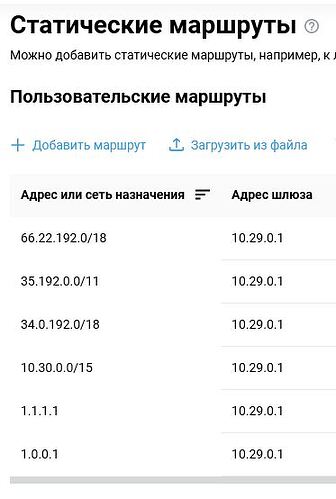 Статические маршруты ?
Можно добавить статические маршруты, например, к
Пользовательские маршруты
+ Добавить маршрут Загрузить из файла
Адрес или сеть назначения Адрес шлюза
66.22.192.0/18 10.29.0.1
35.192.0.0/11 10.29.0.1
34.0.192.0/18 10.29.0.1
10.30.0.0/15 10.29.0.1
1.1.1.1 10.29.0.1
1.0.0.1 10.29.0.1